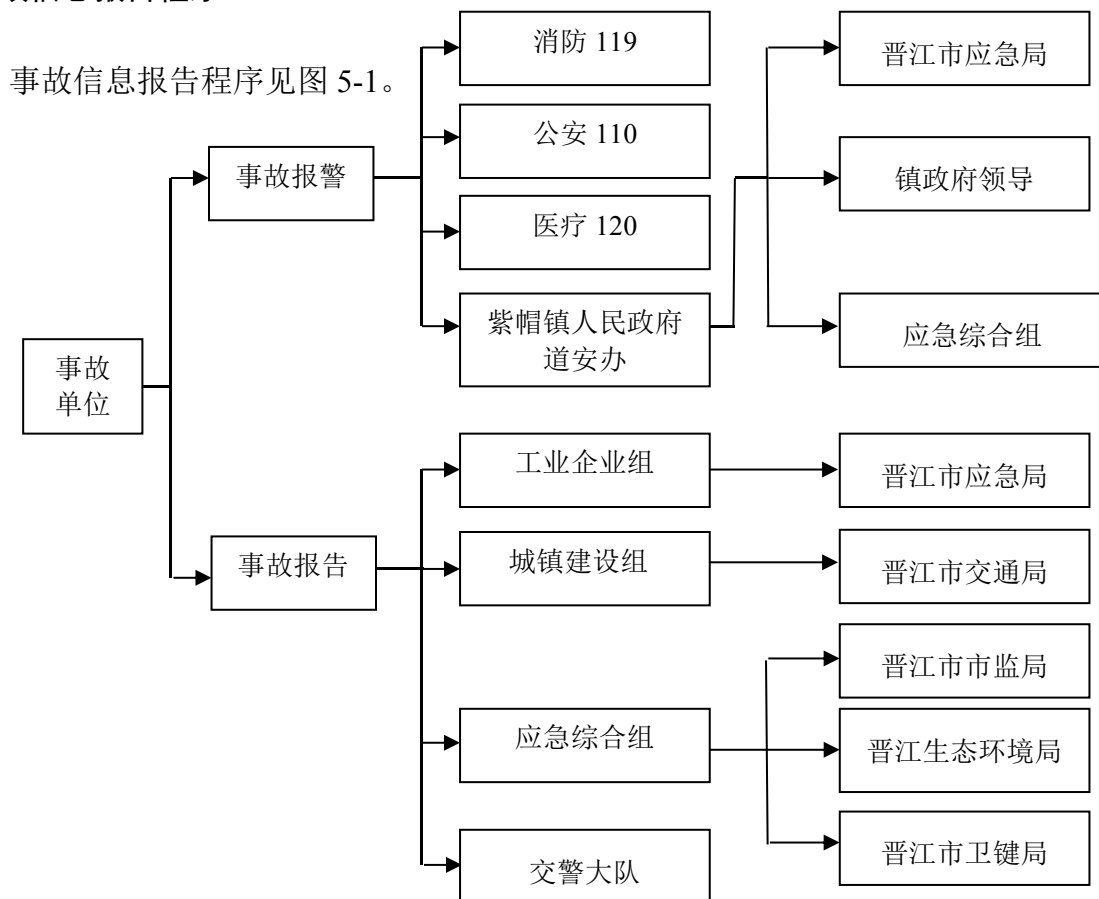 事故信息报告程序见图 5-1。
消防 119
公安 110
医疗 120
紫帽镇人民政府
道安办
晋江市应急局
镇政府领导
应急综合组
事故报警
事故
单位
事故报告
工业企业组
城镇建设组
应急综合组
交警大队
晋江市应急局
晋江市交通局
晋江市市监局
晋江生态环境局
晋江市卫键局